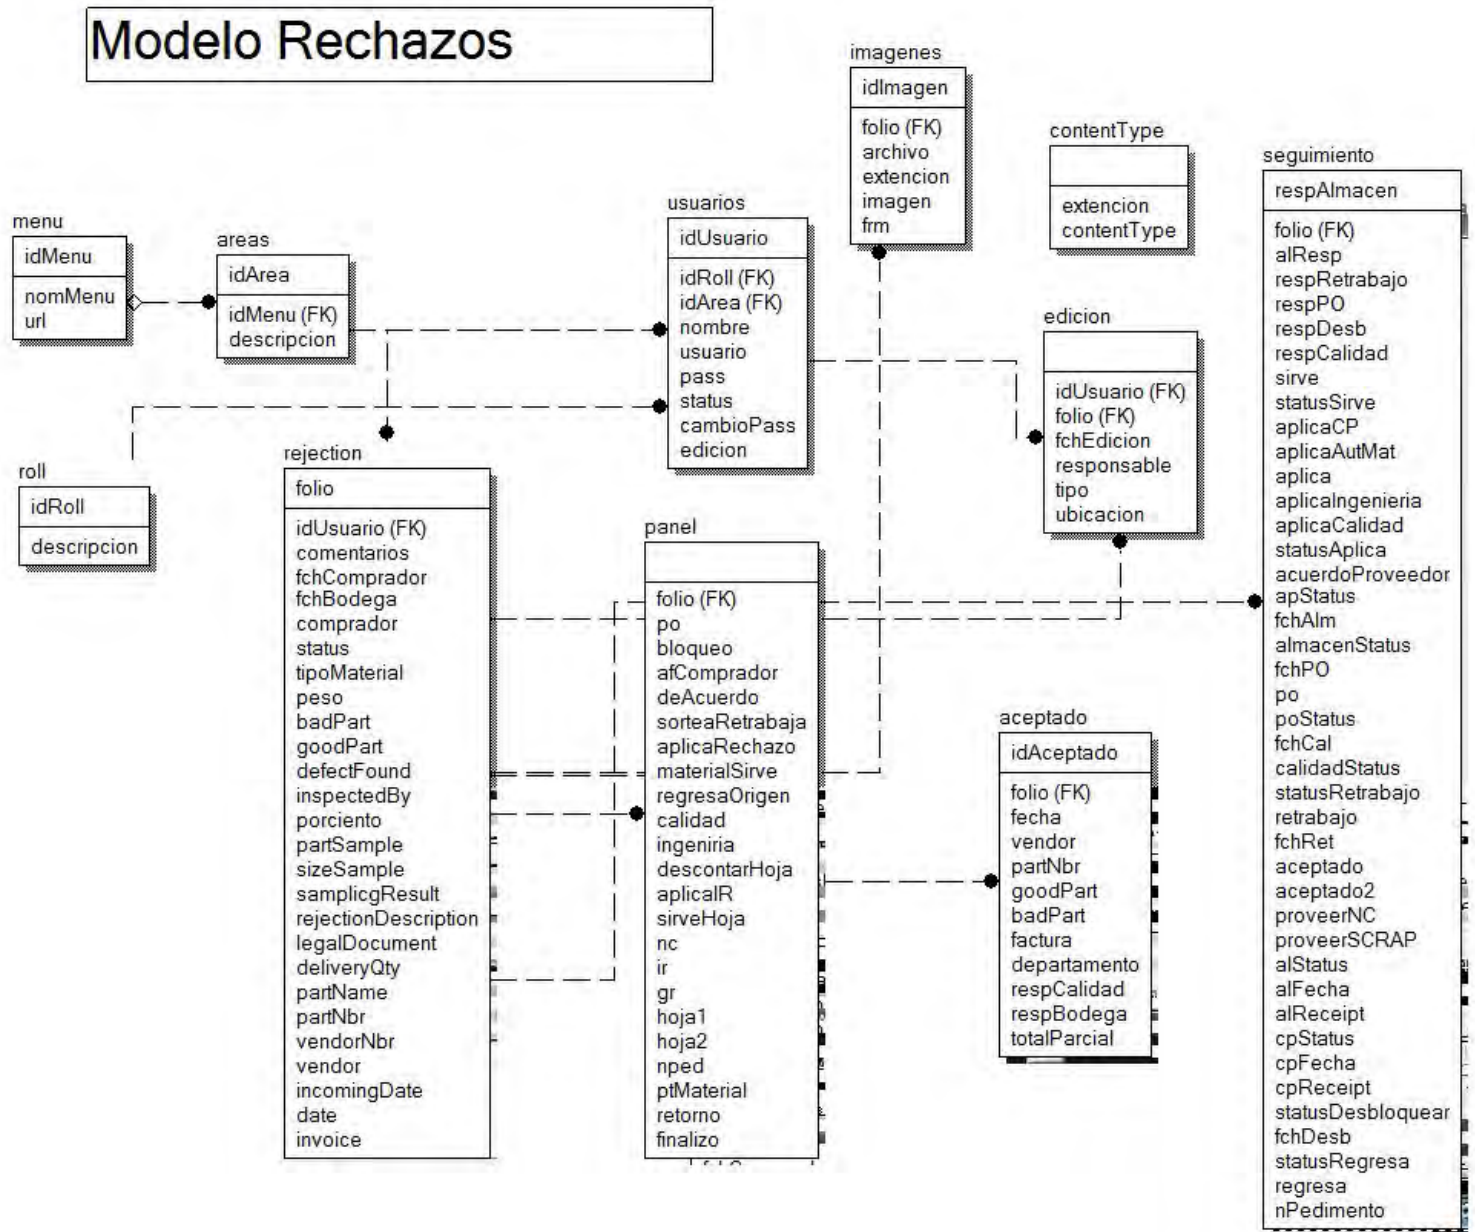 Modelo Rechazos
menu
idMenu
nomMenu
url
areas
idArea
idMenu (FK)
descripcion
roll
idRoll
descripcion
usuarios
idUsuario
idRoll (FK)
idArea (FK)
nombre
usuario
pass
status
cambioPass
edicion
imagenes
idImagen
folio (FK)
archivo
extencion
imagen
frm
contentType
extencion
contentType
edicion
idUsuario (FK)
folio (FK)
fchEdicion
responsable
tipo
ubicacion
rejection
folio
idUsuario (FK)
comentarios
fchComprador
fchBodega
comprador
status
tipoMaterial
peso
badPart
goodPart
defectFound
inspectedBy
porciento
partSample
sizeSample
samplicgResult
rejectionDescription
legalDocument
deliveryQty
partName
partNbr
vendorNbr
vendor
incomingDate
date
invoice
panel
folio (FK)
po
bloqueo
afComprador
deAcuerdo
sorteaRetrabaja
aplicaRechazo
materialSirve
regresaOrigen
calidad
ingeniria
descontarHoja
aplicaIR
sirveHoja
nc
ir
gr
hoja1
hoja2
nped
ptMaterial
retorno
finalizo
aceptado
idAceptado
folio (FK)
fecha
vendor
partNbr
goodPart
badPart
factura
departamento
respCalidad
respBodega
totalParcial
seguimiento
respAlmacen
folio (FK)
alResp
respRetrabajo
respPO
respDesb
respCalidad
sirve
statusSirve
aplicaCP
aplicaAutMat
aplica
aplicaIngenieria
aplicaCalidad
statusAplica
acuerdoProveedor
apStatus
fchAlm
almacenStatus
fchPO
po
poStatus
fchCal
calidadStatus
statusRetrabajo
retrabajo
fchRet
aceptado
aceptado2
proveerNC
proveerSCRAP
alStatus
alFecha
alReceipt
cpStatus
cpFecha
cpReceipt
statusDesbloquear
fchDesb
statusRegresa
regresa
nPedimento